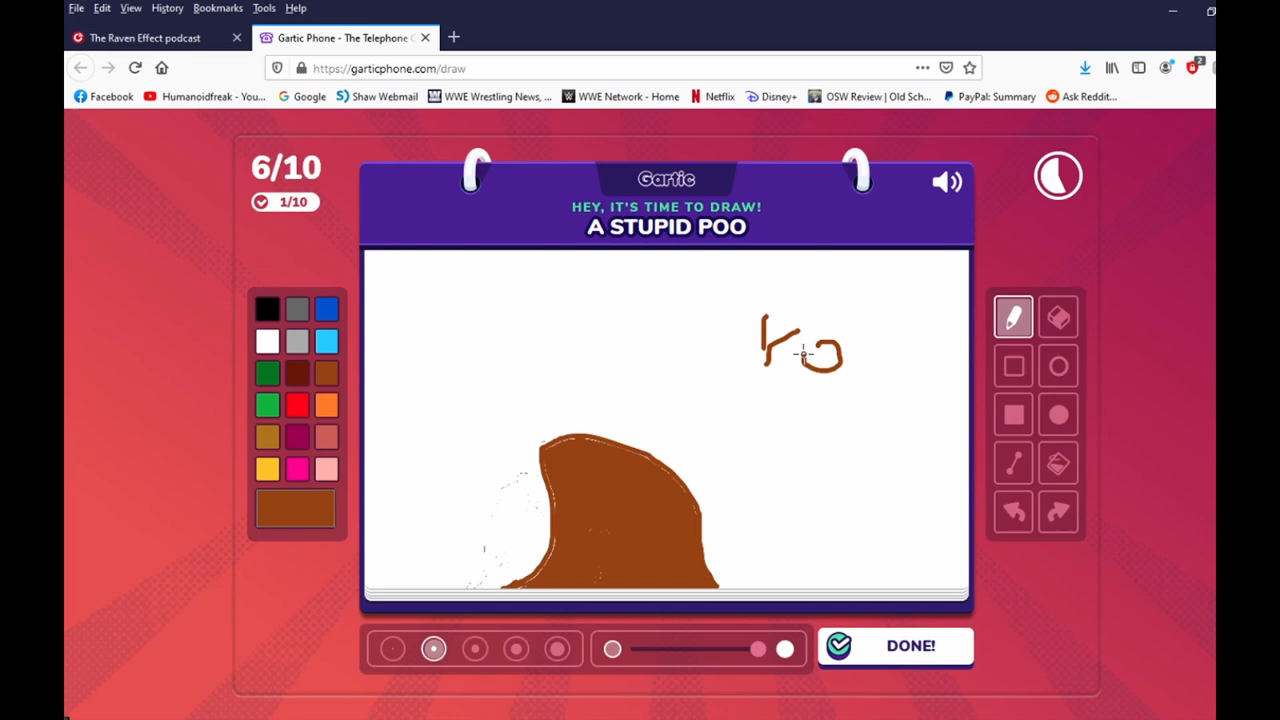 File Edit View History Bookmarks Tools Help
The Raven Effect podcast
Gartic Phone - The Telephone G
https://garticphone.com/draw
2
Facebook
Humanoidfreak - You...
Google
Shaw Webmail
WWE Wrestling News, ...
WWE Network - Home
Netflix
Disney+
OSW Review | Old Sch...
PayPal: Summary
Ask Reddit...
6/10
1/10
Gartic
HEY, IT'S TIME TO DRAW!
A STUPID POO
DONE!